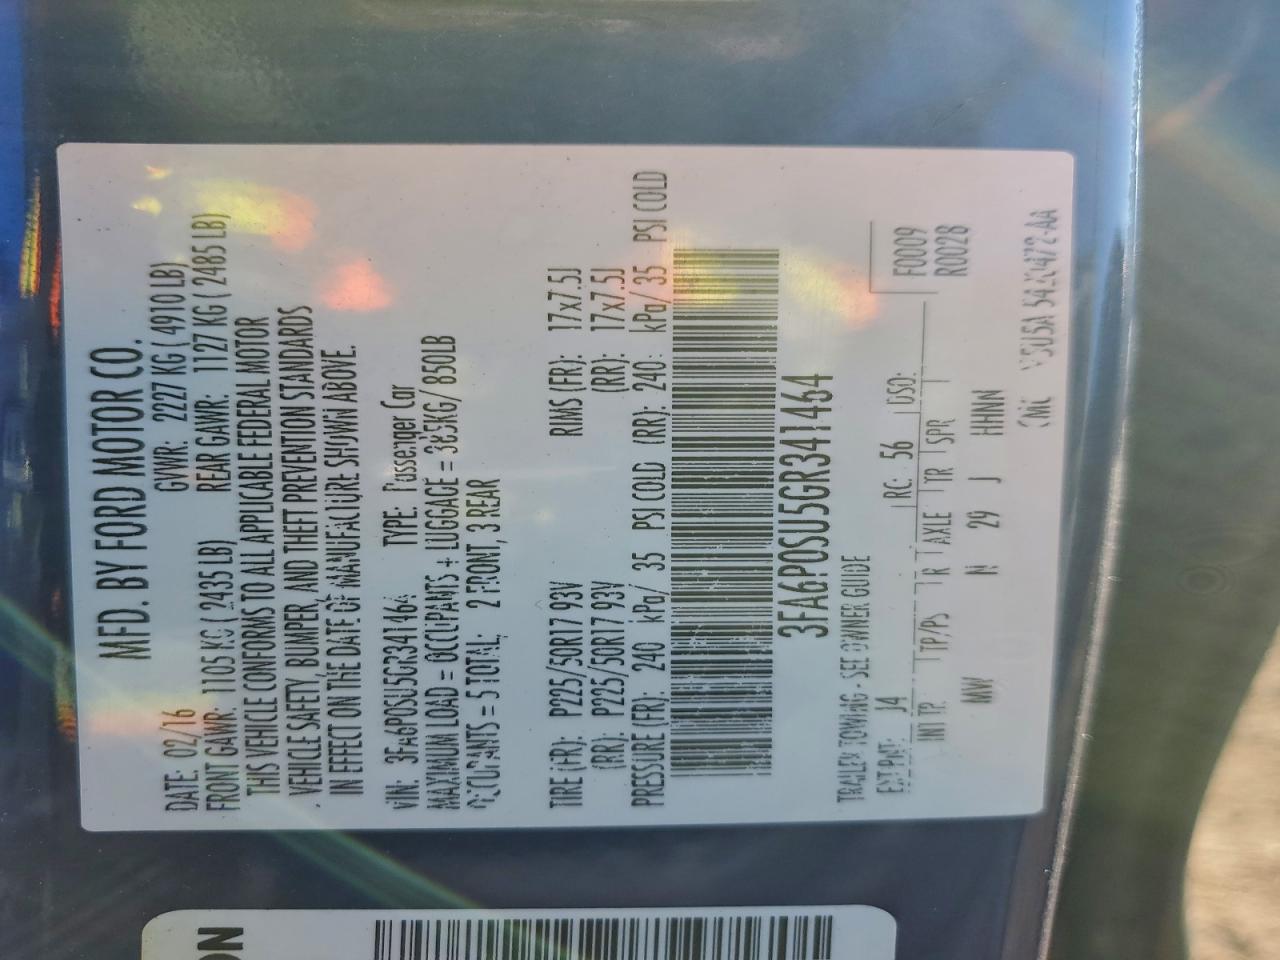 MFD. BY FORD MOTOR CO.
DATE: 02/16 GVWR: 2227 KG ( 4910 LB)
FRONT GAWR: 1105 KG ( 2435 LB) REAR GAWR: 1127 KG ( 2485 LB)
THIS VEHICLE CONFORMS TO ALL APPLICABLE FEDERAL MOTOR
VEHICLE SAFETY, BUMPER, AND THEFT PREVENTION STANDARDS
IN EFFECT ON THE DATE OF MANUFACTURE SHOWN ABOVE.
VIN: 3FA6P0SU5GR341464 TYPE: Passenger Car
MAXIMUM LOAD = OCCUPANTS + LUGGAGE = 385KG/ 850LB
OCCUPANTS = 5 TOTAL; 2 FRONT, 3 REAR
TIRE (FR): P225/50R17 93V RIMS (FR): 17x7.5J
(RR): P225/50R17 93V (RR): 17x7.5J
PRESSURE (FR): 240 kPa/ 35 PSI COLD (RR): 240: kPa/ 35 PSI COLD
3FA6P0SU5GR341464
TRAILER TOWING - SEE OWNER GUIDE
EXT PNT: J4 RC: 56 DSO: F0009
R0028
INT TR TP/PS R AXLE TR SPR
MW N 29 J HHNN